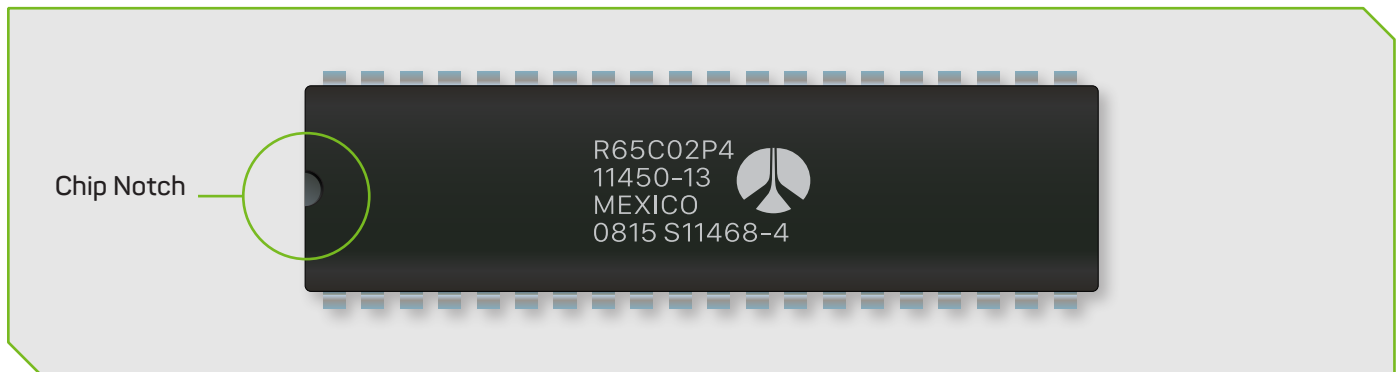 Chip Notch
R65C02P4
11450-13
MEXICO
0815 S11468-4